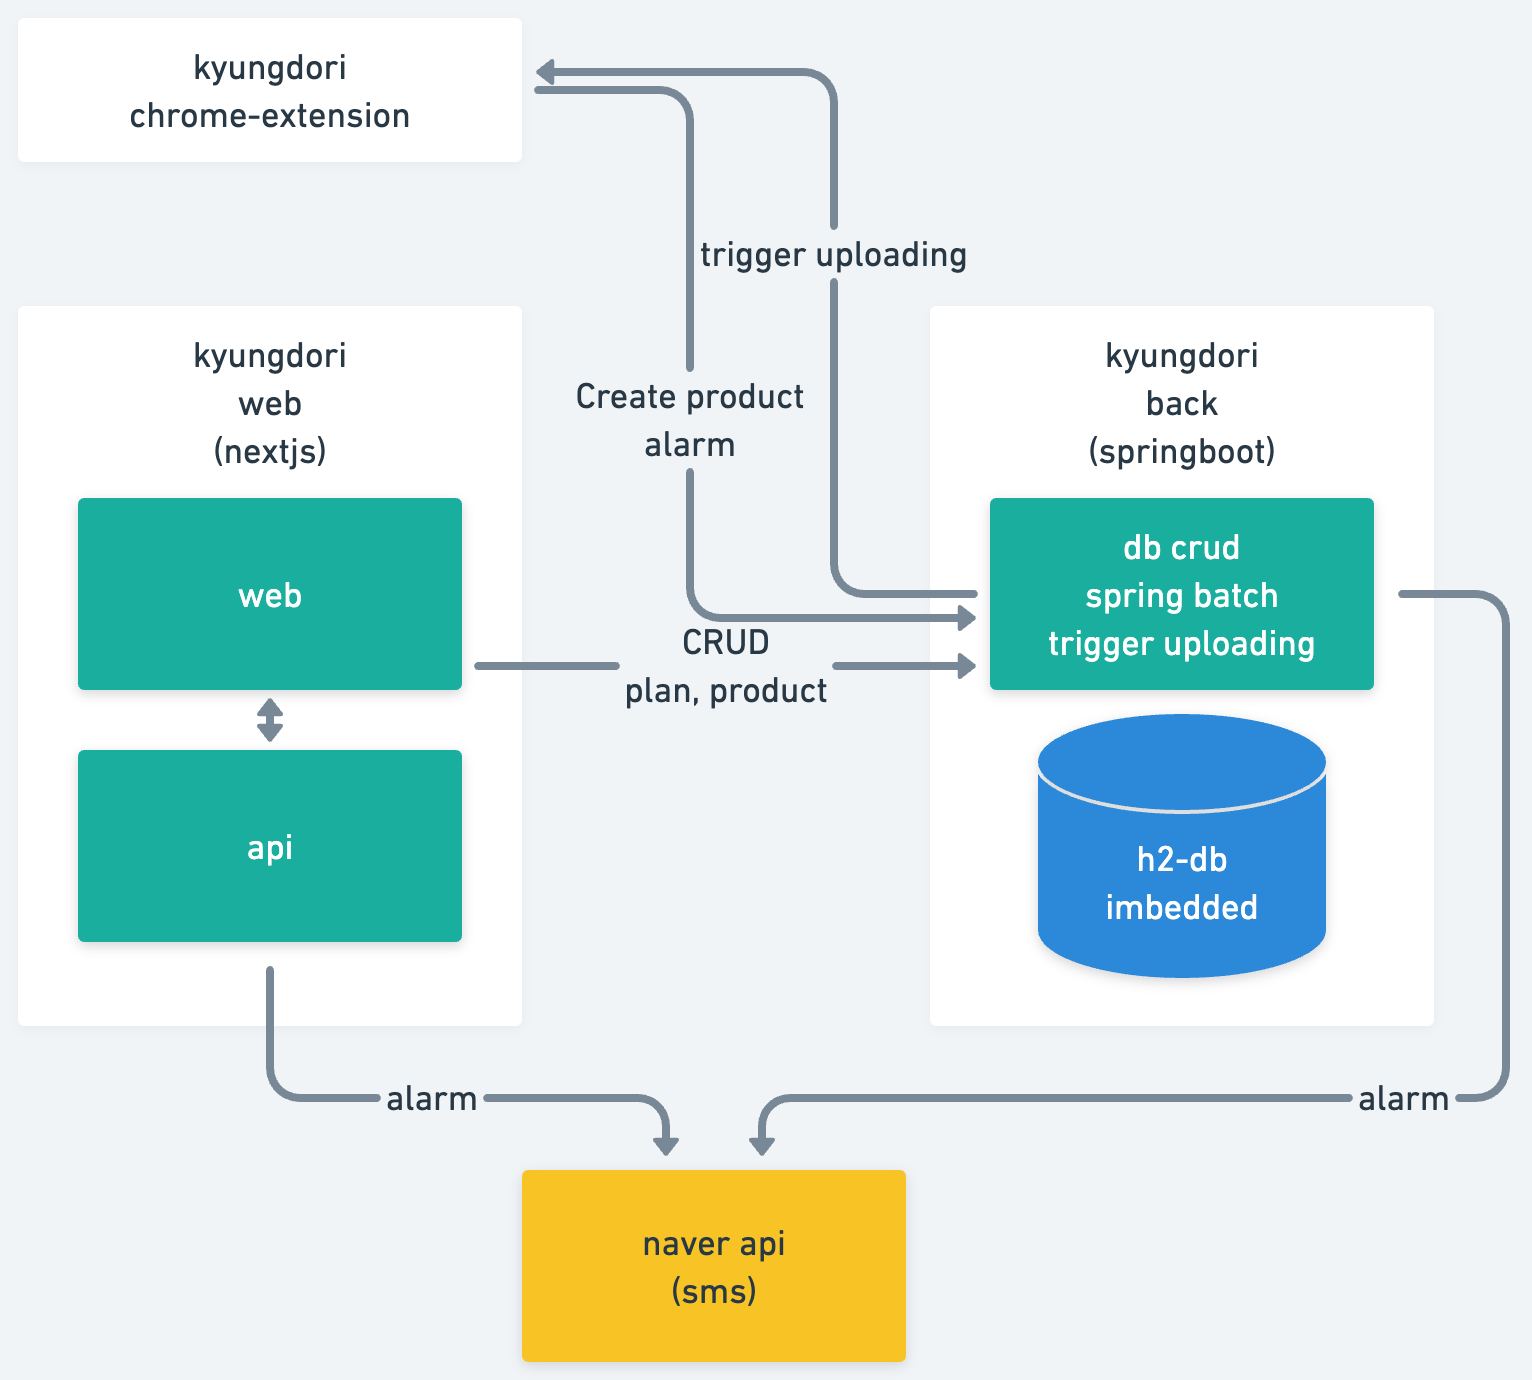 kyungdori
chrome-extension
trigger uploading
kyungdori
web
(nextjs)
Create product
alarm
kyungdori
back
(springboot)
web
CRUD
plan, product
db crud
spring batch
trigger uploading
api
h2-db
imbedded
alarm
alarm
naver api
(sms)